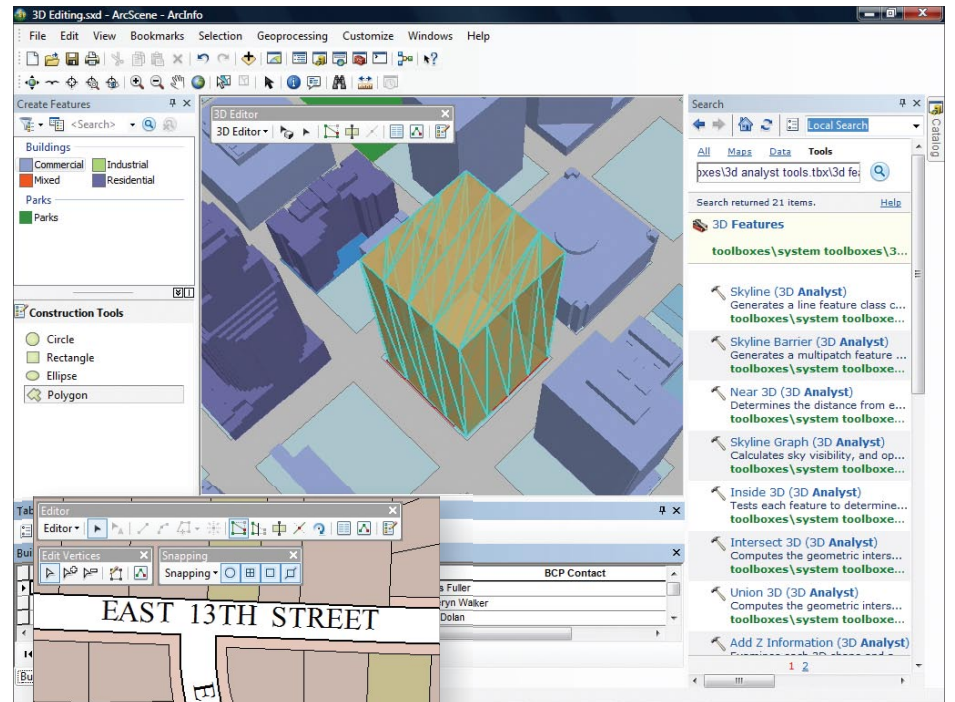 3D Editing.sxd - ArcScene - ArcInfo
File Edit View Bookmarks Selection Geoprocessing Customize Windows Help
Create Features
<Search>
Buildings
Commercial Industrial
Mixed Residential
Parks
Parks
Construction Tools
Circle
Rectangle
Ellipse
Polygon
3D Editor
3D Editor
Search
Local Search
All Maps Data Tools
oxes\3d analyst tools.tbx\3d fea
Search returned 21 items. Help
3D Features
toolboxes\system toolboxes\3...
Skyline (3D Analyst)
Generates a line feature class c...
toolboxes\system toolboxe...
Skyline Barrier (3D Analyst)
Generates a multipatch feature ...
toolboxes\system toolboxe...
Near 3D (3D Analyst)
Determines the distance from e...
toolboxes\system toolboxe...
Skyline Graph (3D Analyst)
Calculates sky visibility, and op...
toolboxes\system toolboxe...
Inside 3D (3D Analyst)
Tests each feature to determine...
toolboxes\system toolboxe...
Intersect 3D (3D Analyst)
Computes the geometric inters...
toolboxes\system toolboxe...
Union 3D (3D Analyst)
Computes the geometric inters...
toolboxes\system toolboxe...
Add Z Information (3D Analyst)
1 2
Catalog
Tab
Bui
BCP Contact
s Fuller
eryn Walker
Dolan
Bu
Editor
Editor
Edit Vertices
Snapping
Snapping
EAST 13TH STREET
E